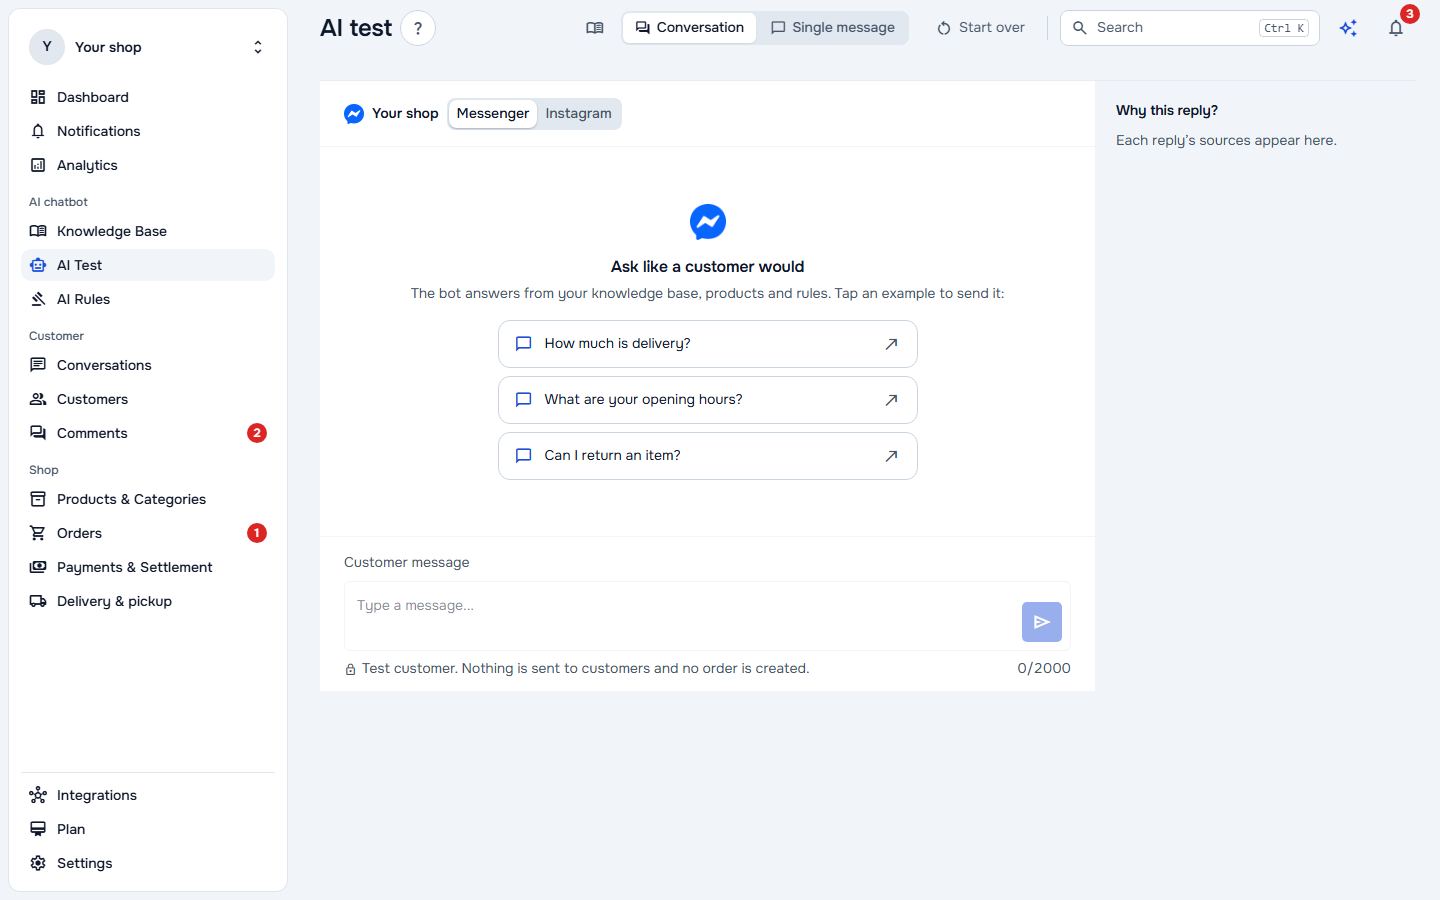 Y
Your shop
Dashboard
Notifications
Analytics
AI chatbot
Knowledge Base
AI Test
AI Rules
Customer
Conversations
Customers
Comments
2
Shop
Products & Categories
Orders
1
Payments & Settlement
Delivery & pickup
Integrations
Plan
Settings
AI test
?
Conversation
Single message
Start over
Search
Ctrl K
3
Your shop
Messenger
Instagram
Ask like a customer would
The bot answers from your knowledge base, products and rules. Tap an example to send it:
How much is delivery?
What are your opening hours?
Can I return an item?
Customer message
Type a message...
Test customer. Nothing is sent to customers and no order is created.
0/2000
Why this reply?
Each reply's sources appear here.